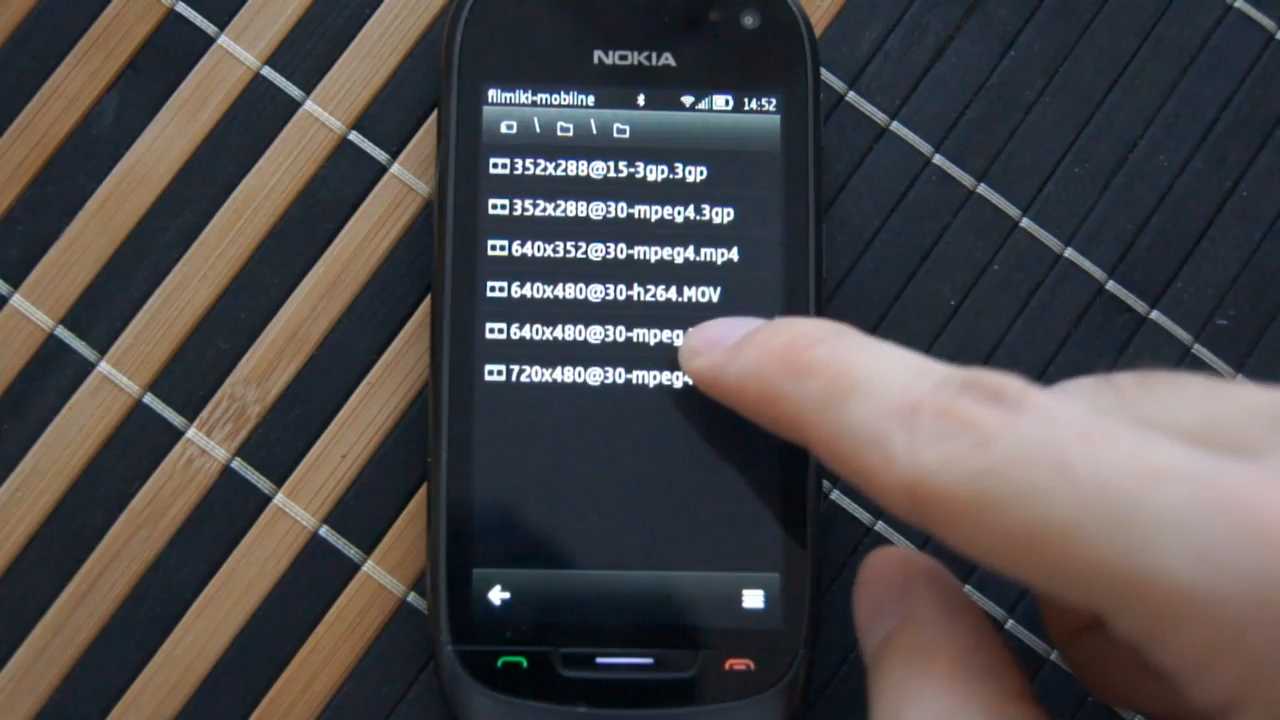 NOKIA
filmiki-mobline 14:52
\ \
352x288@15-3gp.3gp
352x288@30-mpeg4.3gp
640x352@30-mpeg4.mp4
640x480@30-h264.MOV
640x480@30-mpeg
720x480@30-mpeg4